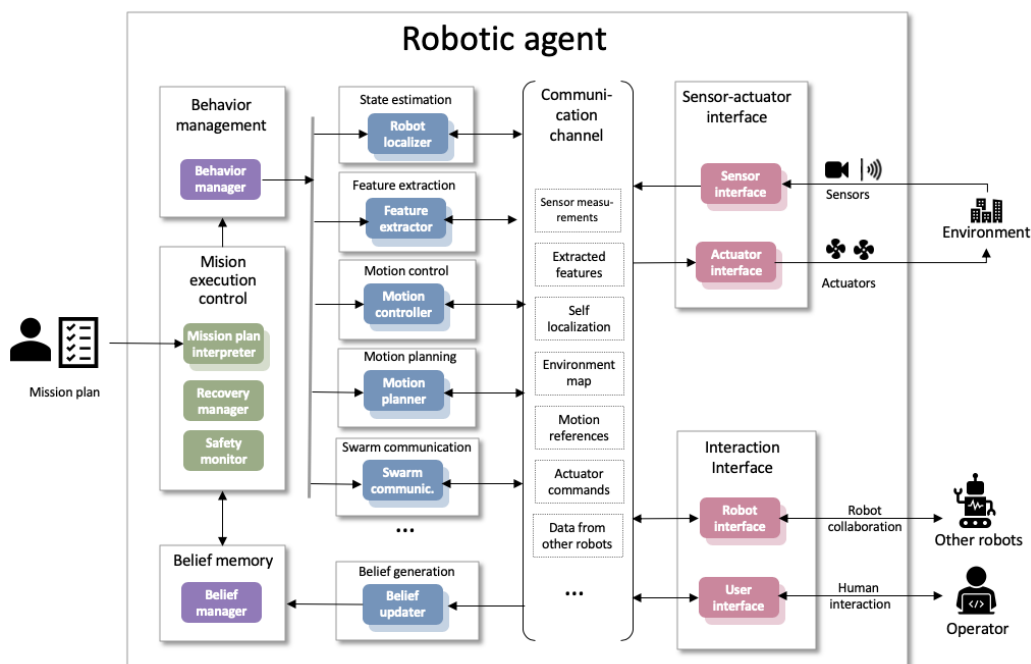 Robotic agent
Behavior
management
Behavior
manager
Mision
execution
control
Mission plan
interpreter
Recovery
manager
Safety
monitor
Mission plan
Belief memory
Belief
manager
State estimation
Robot
localizer
Feature extraction
Feature
extractor
Motion control
Motion
controller
Motion planning
Motion
planner
Swarm communication
Swarm
communic.
...
Belief generation
Belief
updater
Communi-
cation
channel
Sensor measu-
rements
Extracted
features
Self
localization
Environment
map
Motion
references
Actuator
commands
Data from
other robots
...
Sensor-actuator
interface
Sensor
interface
Actuator
interface
Sensors
Actuators
Environment
Interaction
Interface
Robot
interface
User
interface
Robot
collaboration
Human
interaction
Other robots
Operator